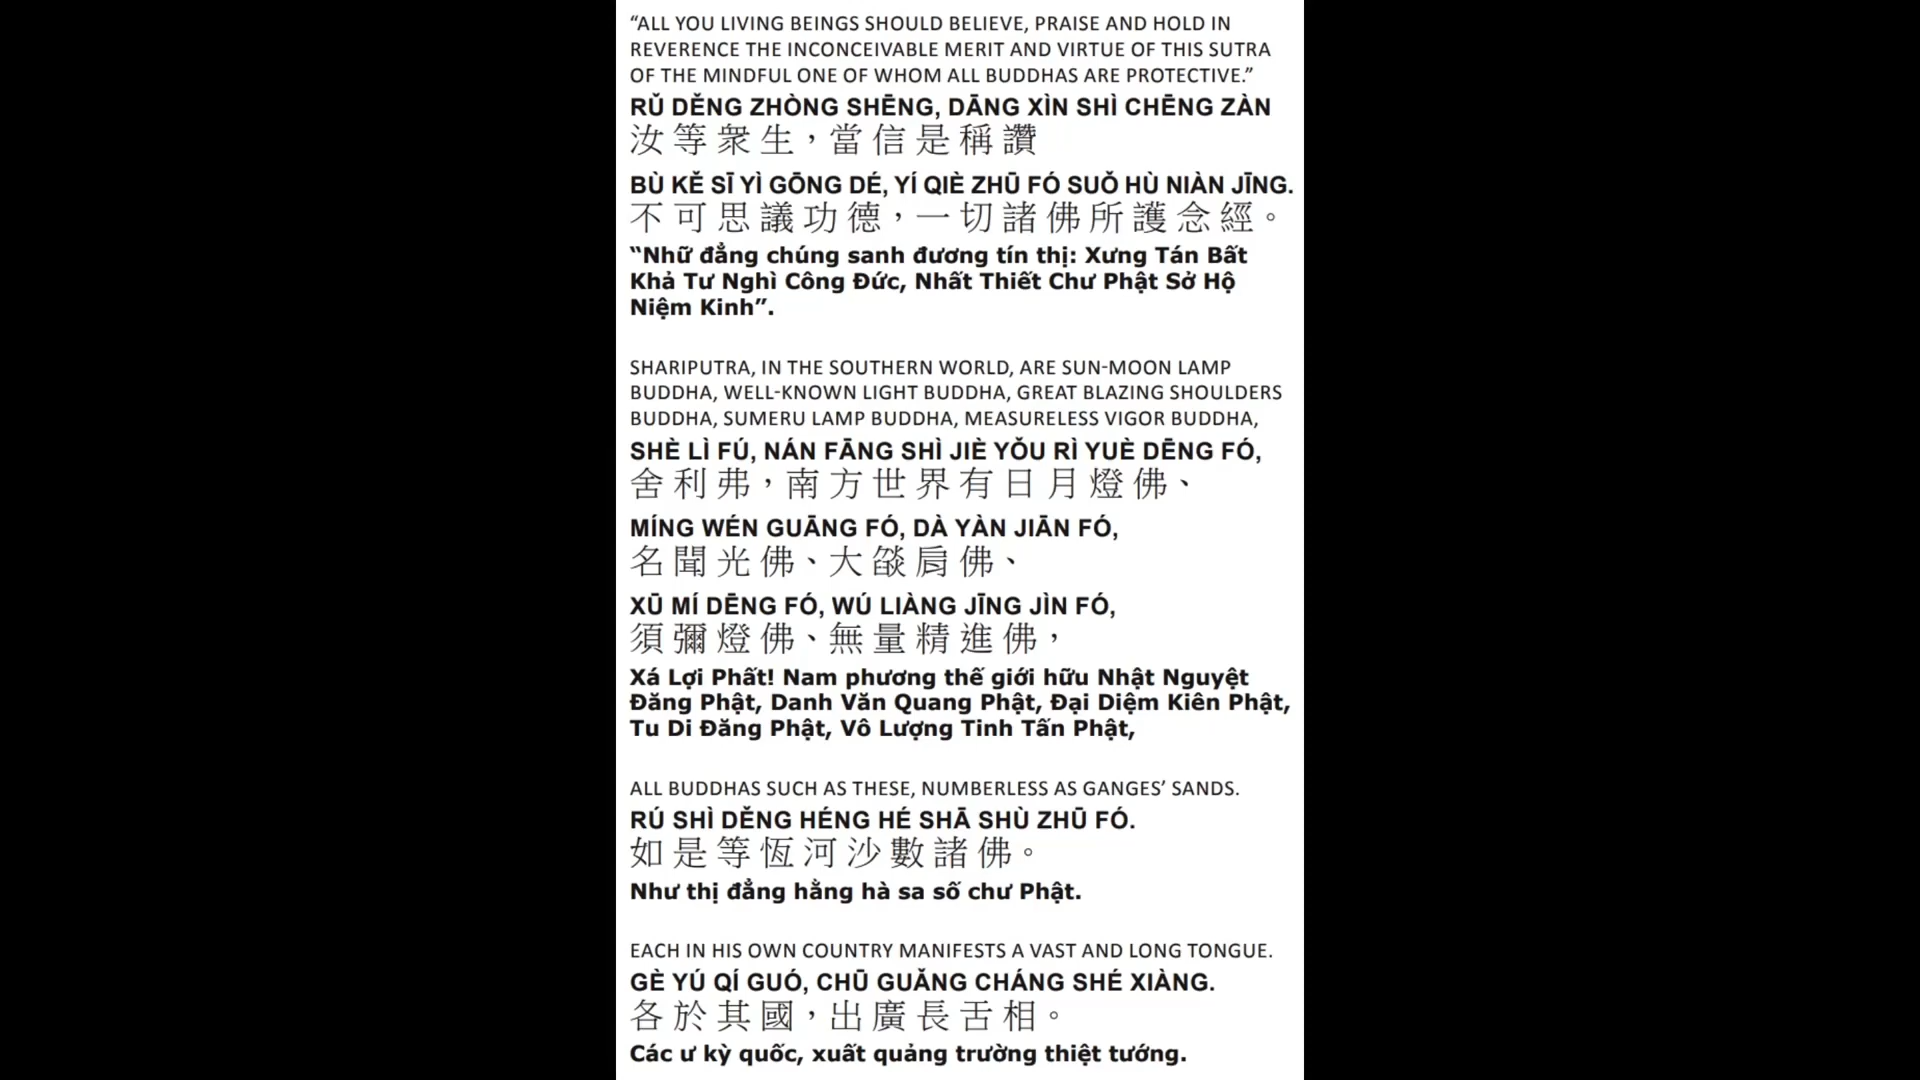 “ALL YOU LIVING BEINGS SHOULD BELIEVE, PRAISE AND HOLD IN
REVERENCE THE INCONCEIVABLE MERIT AND VIRTUE OF THIS SUTRA
OF THE MINDFUL ONE OF WHOM ALL BUDDHAS ARE PROTECTIVE.”
RǓ DĚNG ZHÒNG SHĒNG, DĀNG XÌN SHÌ CHĒNG ZÀN
汝等衆生，當信是稱讚
BÙ KĚ SĪ YÌ GŌNG DÉ, YÍ QIÈ ZHŪ FÓ SUǑ HÙ NIÀN JĪNG.
不可思議功德，一切諸佛所護念經。
“Nhữ đẳng chúng sanh đương tín thị: Xưng Tán Bất
Khả Tư Nghì Công Đức, Nhất Thiết Chư Phật Sở Hộ
Niệm Kinh”.
SHARIPUTRA, IN THE SOUTHERN WORLD, ARE SUN-MOON LAMP
BUDDHA, WELL-KNOWN LIGHT BUDDHA, GREAT BLAZING SHOULDERS
BUDDHA, SUMERU LAMP BUDDHA, MEASURELESS VIGOR BUDDHA,
SHÈ LÌ FÚ, NÁN FĀNG SHÌ JIÈ YǑU RÌ YUÈ DĒNG FÓ,
舍利弗，南方世界有日月燈佛、
MÍNG WÉN GUĀNG FÓ, DÀ YÀN JIĀN FÓ,
名聞光佛、大燄肩佛、
XŪ MÍ DĒNG FÓ, WÚ LIÀNG JĪNG JÌN FÓ,
須彌燈佛、無量精進佛，
Xá Lợi Phất! Nam phương thế giới hữu Nhật Nguyệt
Đăng Phật, Danh Văn Quang Phật, Đại Diệm Kiên Phật,
Tu Di Đăng Phật, Vô Lượng Tinh Tấn Phật,
ALL BUDDHAS SUCH AS THESE, NUMBERLESS AS GANGES’ SANDS.
RÚ SHÌ DĚNG HÉNG HÉ SHĀ SHÙ ZHŪ FÓ.
如是等恆河沙數諸佛。
Như thị đẳng hằng hà sa số chư Phật.
EACH IN HIS OWN COUNTRY MANIFESTS A VAST AND LONG TONGUE.
GÈ YÚ QÍ GUÓ, CHŪ GUǍNG CHÁNG SHÉ XIÀNG.
各於其國，出廣長舌相。
Các ư kỳ quốc, xuất quảng trường thiệt tướng.